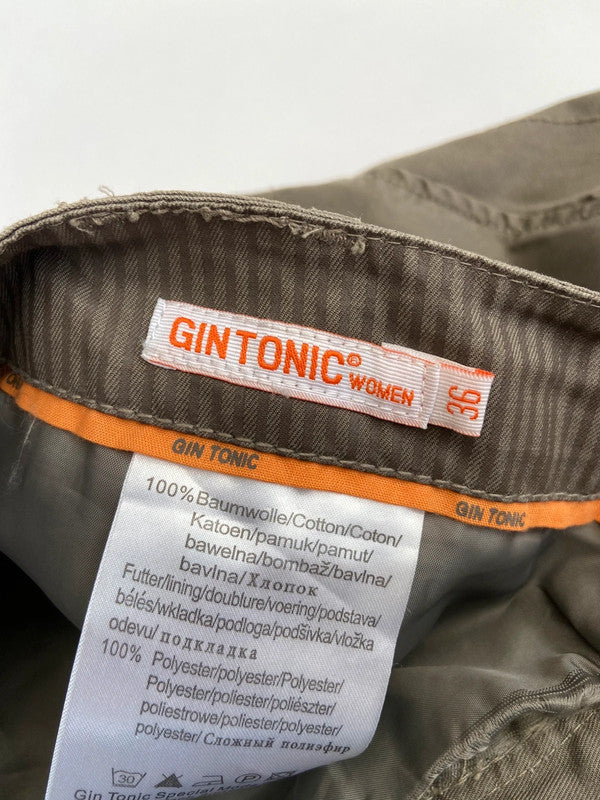 GIN TONIC® WOMEN
36
GIN TONIC
GIN TONIC
100% Baumwolle/Cotton/Coton/
Katoen/pamuk/pamut/
bawelna/bombaž/bavlna/
bavlna/Хлопок
Futter/lining/doublure/voering/podstava/
bélés/wkladka/podloga/podšivka/vložka
odevu/подкладка
100% Polyester/polyester/Polyester/
Polyester/polyester/poliészter/
poliestrowe/poliester/polyester/
polyester/Сложный полиэфир
30
Gin Tonic Special